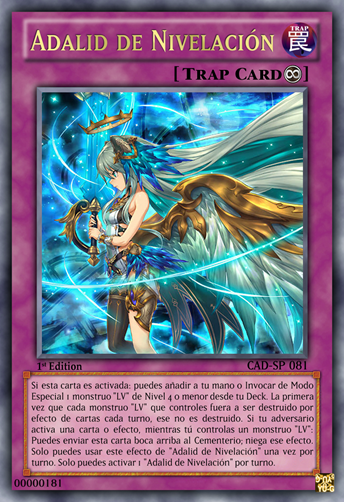 ADALID DE NIVELACIÓN
TRAP
罠
[TRAP CARD]
1st Edition
CAD-SP 081
Si esta carta es activada: puedes añadir a tu mano o Invocar de Modo
Especial 1 monstruo "LV" de Nivel 4 o menor desde tu Deck. La primera
vez que cada monstruo "LV" que controles fuera a ser destruido por
efecto de cartas cada turno, ese no es destruido. Si tu adversario
activa una carta o efecto, mientras tú controlas un monstruo "LV":
Puedes enviar esta carta boca arriba al Cementerio; niega ese efecto.
Solo puedes usar este efecto de "Adalid de Nivelación" una vez por
turno. Solo puedes activar 1 "Adalid de Nivelación" por turno.
00000181